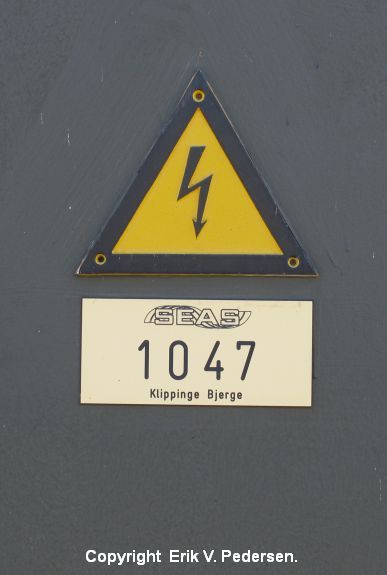 SEAS
1047
Klippinge Bjerge
Copyright Erik V. Pedersen.